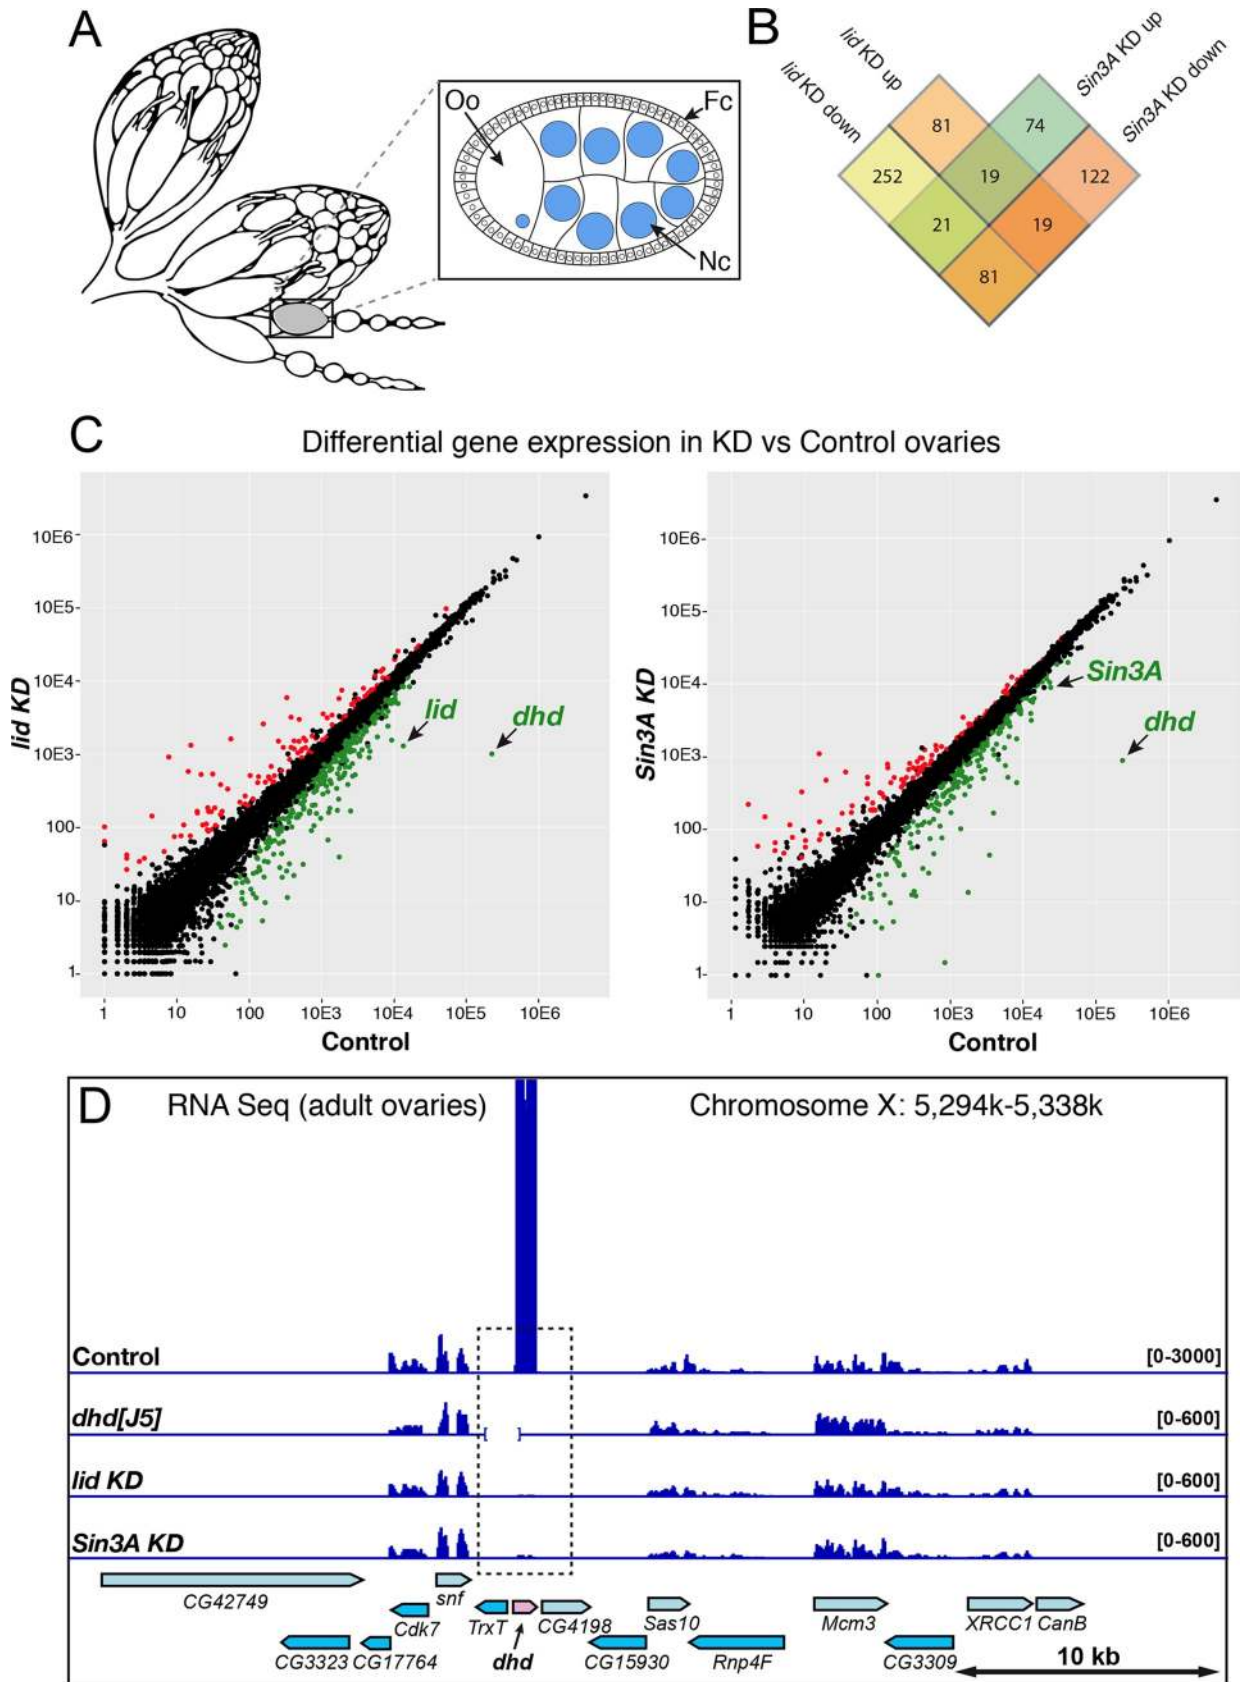 A
Oo
Fc
Nc
B
lid KD down
lid KD up
Sin3A KD up
Sin3A KD down
81
74
252
19
122
21
19
81
C
Differential gene expression in KD vs Control ovaries
lid KD
10E6
10E5
10E4
10E3
100
10
1
lid
dhd
1
10
100
10E3
10E4
10E5
10E6
Control
Sin3A KD
10E6
10E5
10E4
10E3
100
10
1
Sin3A
dhd
1
10
100
10E3
10E4
10E5
10E6
Control
D
RNA Seq (adult ovaries)
Chromosome X: 5,294k-5,338k
Control
[0-3000]
dhd[J5]
[0-600]
lid KD
[0-600]
Sin3A KD
[0-600]
CG42749
snf
Cdk7
TrxT
CG4198
Sas10
Mcm3
XRCC1
CanB
CG3323
CG17764
dhd
CG15930
Rnp4F
CG3309
10 kb